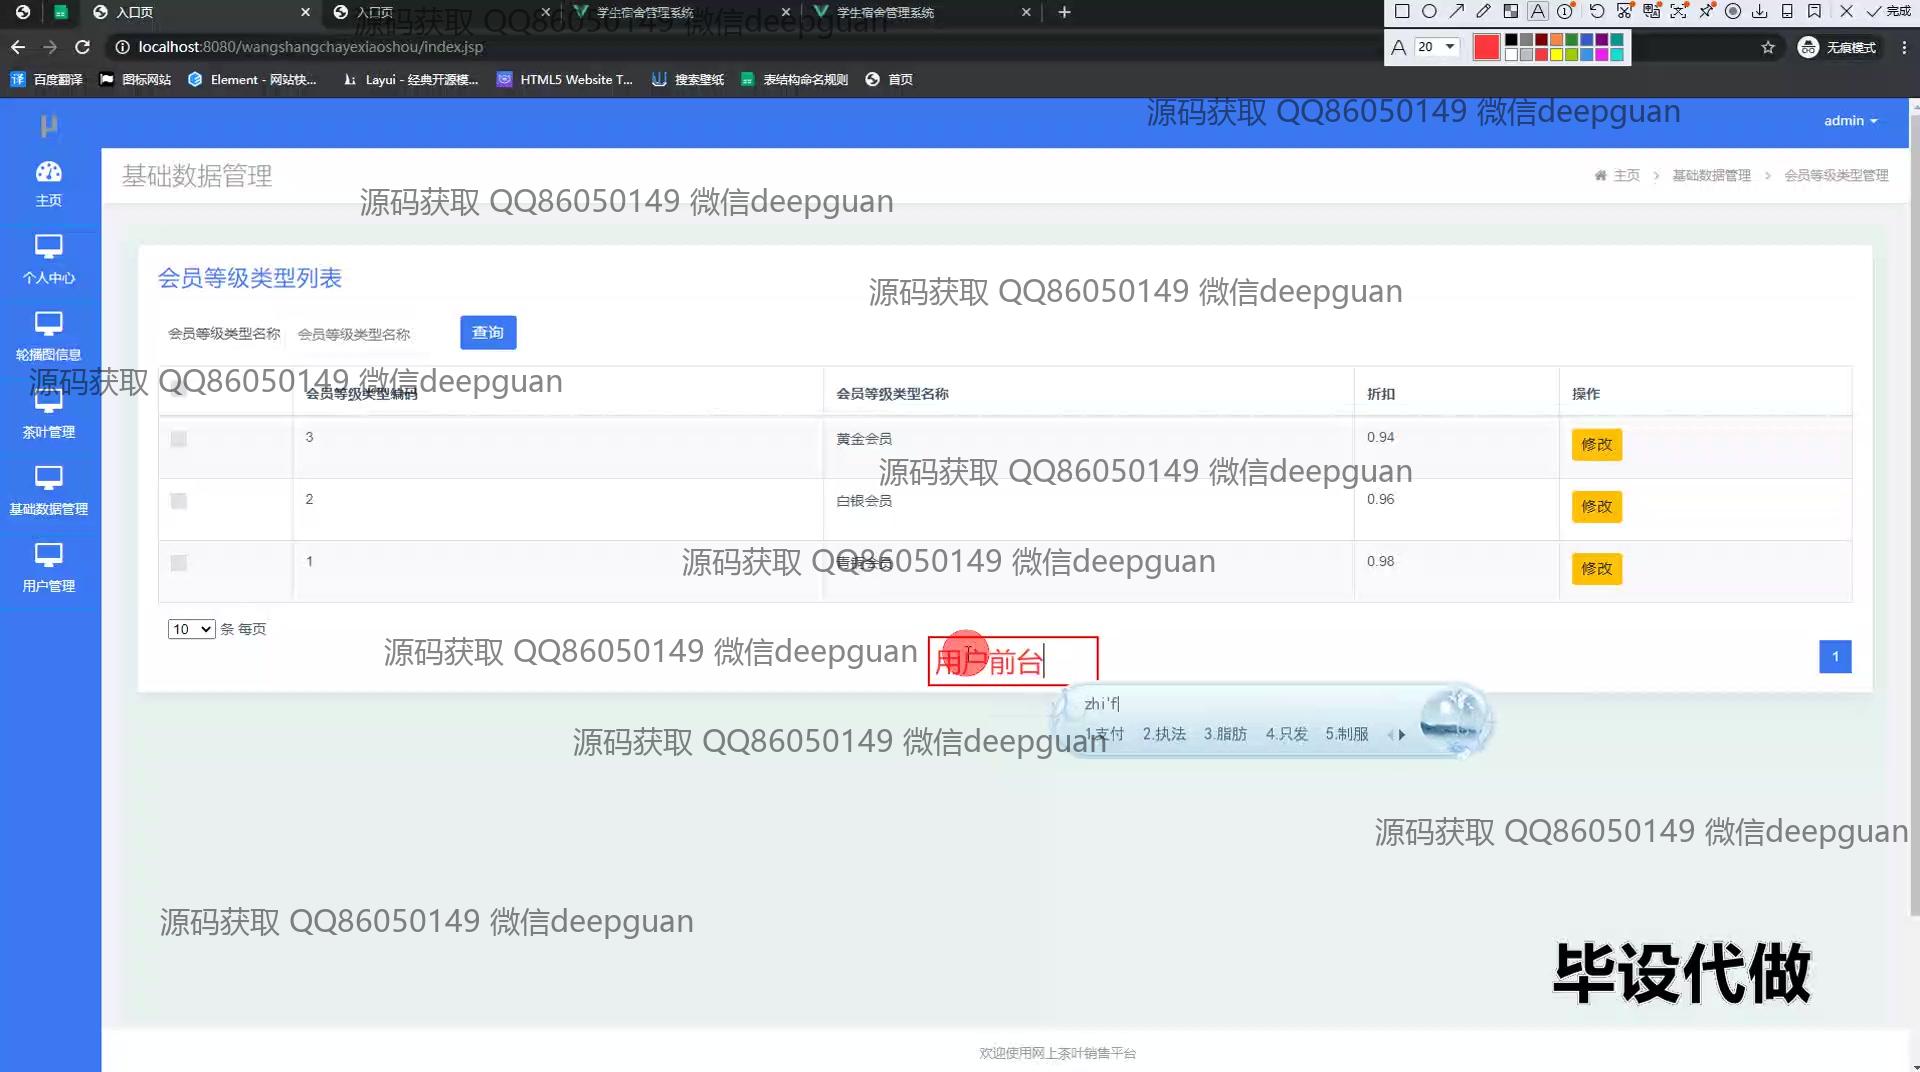 入口页
入口页
学生宿舍管理系统
学生宿舍管理系统
完成
localhost:8080/wangshangchayexiaoshou/index.jsp
A 20
无痕模式
百度翻译
图标网站
Element - 网站快...
Layui - 经典开源模...
HTML5 Website T...
搜索壁纸
表结构命名规则
首页
源码获取 QQ86050149 微信deepguan
admin
主页
个人中心
轮播图信息
茶叶管理
基础数据管理
用户管理
基础数据管理
主页 > 基础数据管理 > 会员等级类型管理
源码获取 QQ86050149 微信deepguan
会员等级类型列表
源码获取 QQ86050149 微信deepguan
会员等级类型名称 会员等级类型名称 查询
源码获取 QQ86050149 微信deepguan
会员等级类型编码 会员等级类型名称 折扣 操作
3 黄金会员 0.94 修改
源码获取 QQ86050149 微信deepguan
2 白银会员 0.96 修改
源码获取 QQ86050149 微信deepguan
1 0.98 修改
10 条 每页
源码获取 QQ86050149 微信deepguan
用户前台
1
zhi'f
1.支付 2.执法 3.脂肪 4.只发 5.制服
源码获取 QQ86050149 微信deepguan
源码获取 QQ86050149 微信deepguan
源码获取 QQ86050149 微信deepguan
毕设代做
欢迎使用网上茶叶销售平台